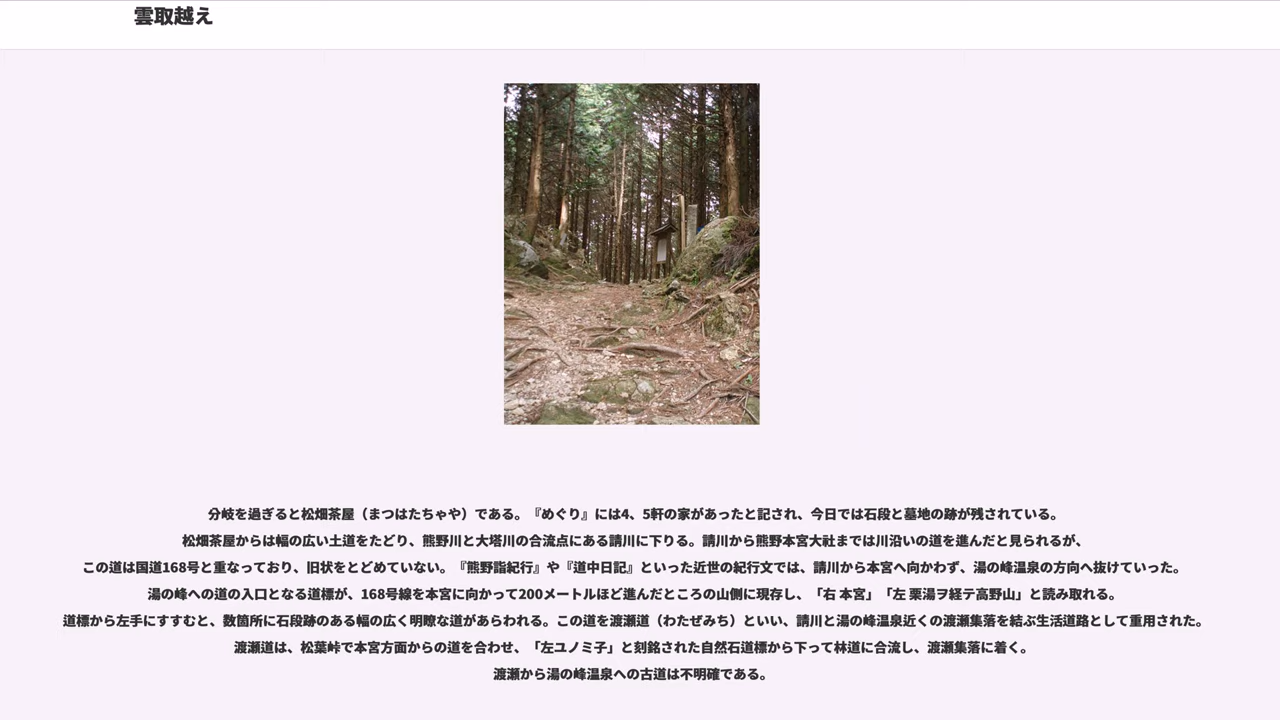 雲取越え
分岐を過ぎると松畑茶屋（まつはたちゃや）である。『めぐり』には4、5軒の家があったと記され、今日では石段と墓地の跡が残されている。
松畑茶屋からは幅の広い土道をたどり、熊野川と大塔川の合流点にある請川に下りる。請川から熊野本宮大社までは川沿いの道を進んだと見られるが、
この道は国道168号と重なっており、旧状をとどめていない。『熊野詣紀行』や『道中日記』といった近世の紀行文では、請川から本宮へ向かわず、湯の峰温泉の方向へ抜けていった。
湯の峰への道の入口となる道標が、168号線を本宮に向かって200メートルほど進んだところの山側に現存し、「右 本宮」「左 栗湯ヲ経テ高野山」と読み取れる。
道標から左手にすすむと、数箇所に石段跡のある幅の広く明瞭な道があらわれる。この道を渡瀬道（わたぜみち）といい、請川と湯の峰温泉近くの渡瀬集落を結ぶ生活道路として重用された。
渡瀬道は、松葉峠で本宮方面からの道を合わせ、「左ユノミ子」と刻銘された自然石道標から下って林道に合流し、渡瀬集落に着く。
渡瀬から湯の峰温泉への古道は不明確である。